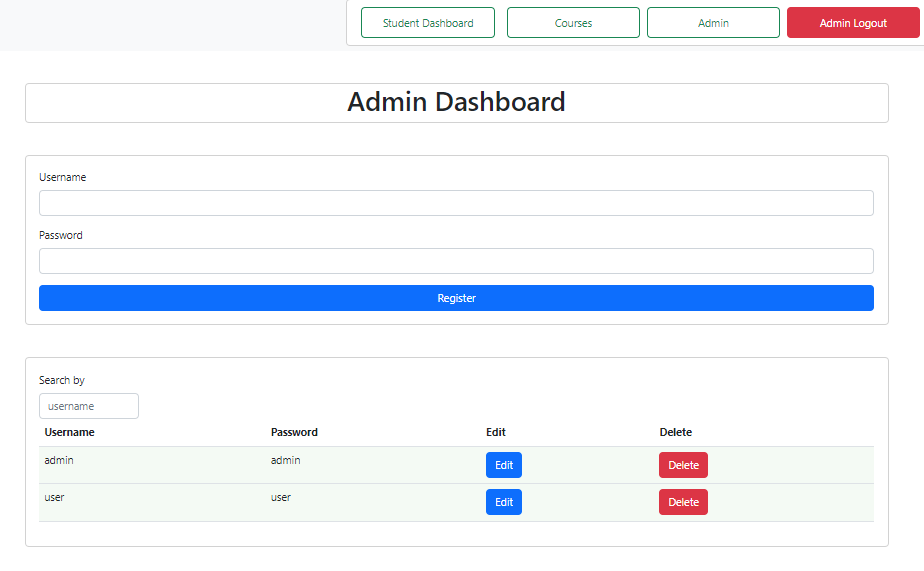 Student Dashboard Courses Admin Admin Logout
Admin Dashboard
Username
Password
Register
Search by
username
Username Password Edit Delete
admin admin Edit Delete
user user Edit Delete